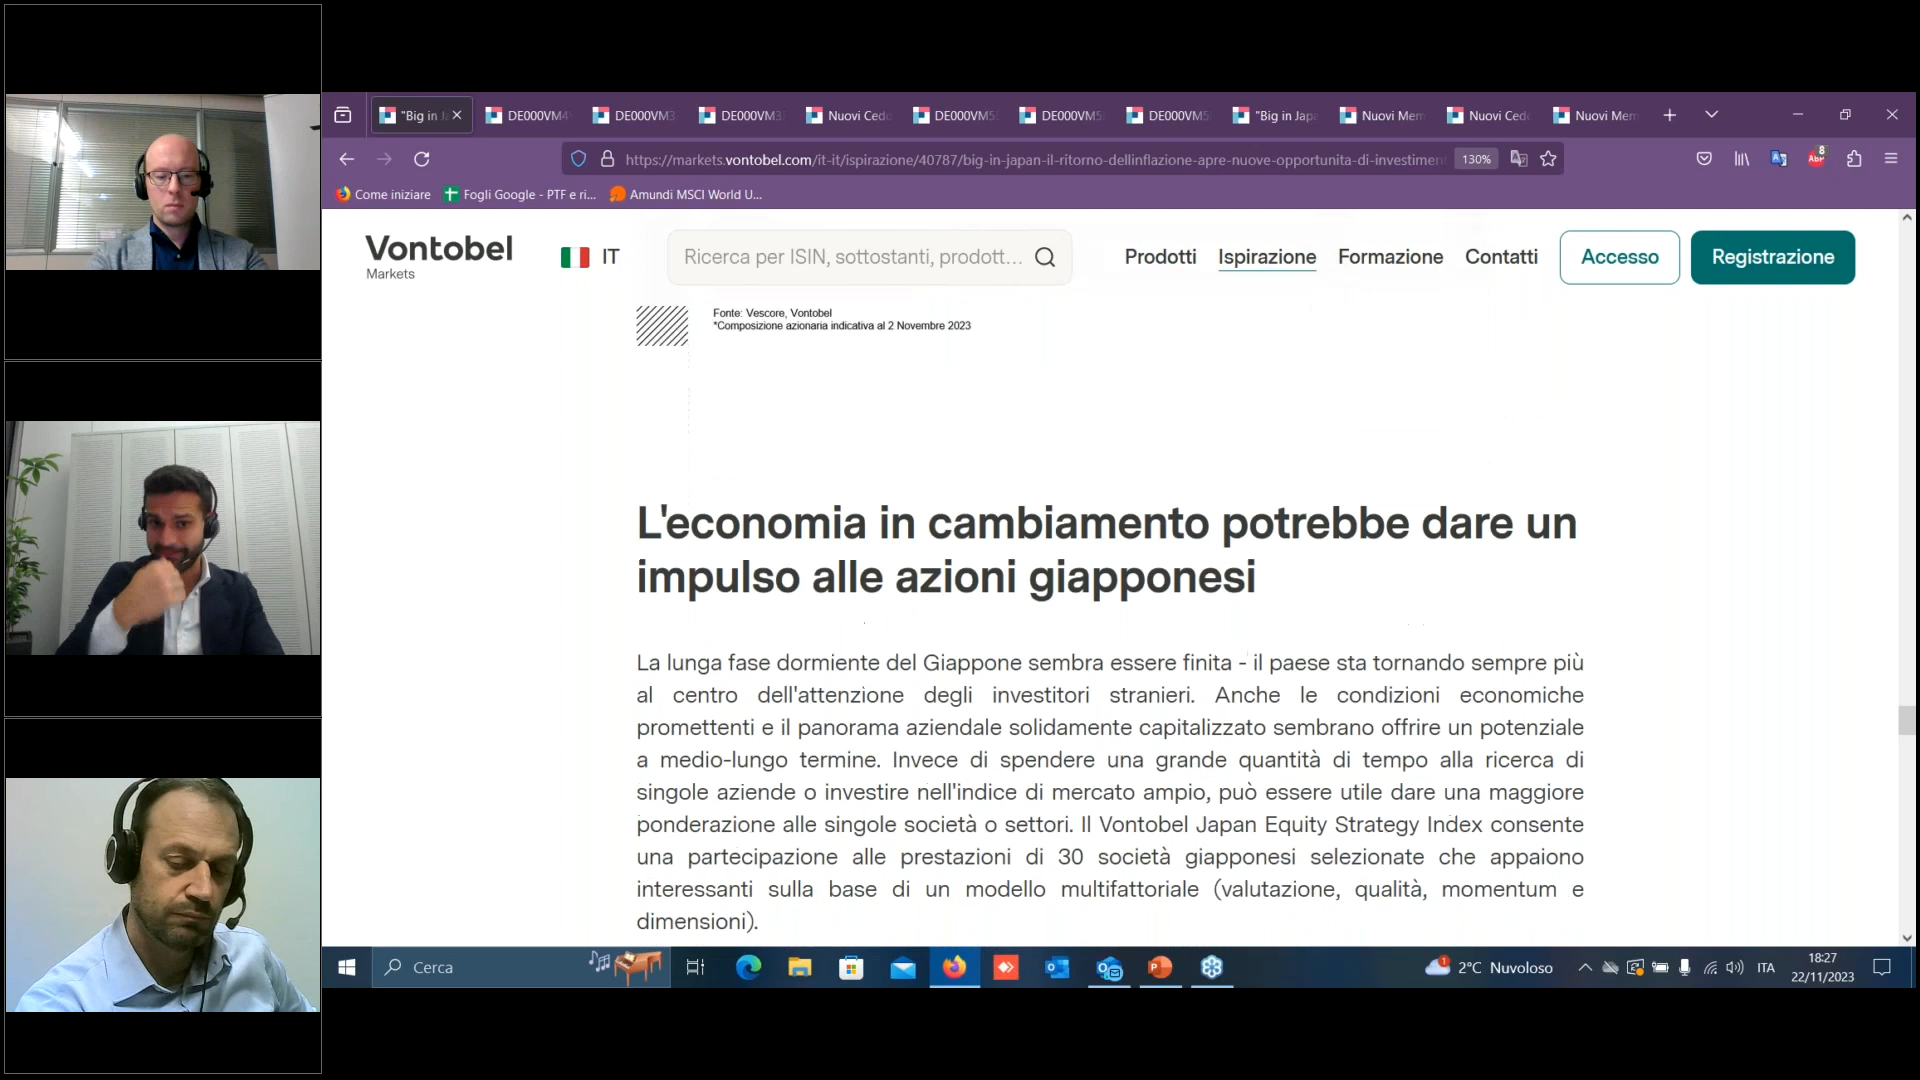 "Big in J
DE000VM4
DE000VM3
DE000VM3
Nuovi Ced
DE000VM5
DE000VM5
DE000VM5
"Big in Japa
Nuovi Mem
Nuovi Ced
Nuovi Mem
https://markets.vontobel.com/it-it/ispirazione/40787/big-in-japan-il-ritorno-dellinflazione-apre-nuove-opportunita-di-investimen
130%
8
Come iniziare
Fogli Google - PTF e ri...
Amundi MSCI World U...
Vontobel
Markets
IT
Ricerca per ISIN, sottostanti, prodott...
Prodotti
Ispirazione
Formazione
Contatti
Accesso
Registrazione
Fonte: Vescore, Vontobel
*Composizione azionaria indicativa al 2 Novembre 2023
L'economia in cambiamento potrebbe dare un
impulso alle azioni giapponesi
La lunga fase dormiente del Giappone sembra essere finita - il paese sta tornando sempre più
al centro dell'attenzione degli investitori stranieri. Anche le condizioni economiche
promettenti e il panorama aziendale solidamente capitalizzato sembrano offrire un potenziale
a medio-lungo termine. Invece di spendere una grande quantità di tempo alla ricerca di
singole aziende o investire nell'indice di mercato ampio, può essere utile dare una maggiore
ponderazione alle singole società o settori. Il Vontobel Japan Equity Strategy Index consente
una partecipazione alle prestazioni di 30 società giapponesi selezionate che appaiono
interessanti sulla base di un modello multifattoriale (valutazione, qualità, momentum e
dimensioni).
Cerca
1
2°C Nuvoloso
ITA
18:27
22/11/2023